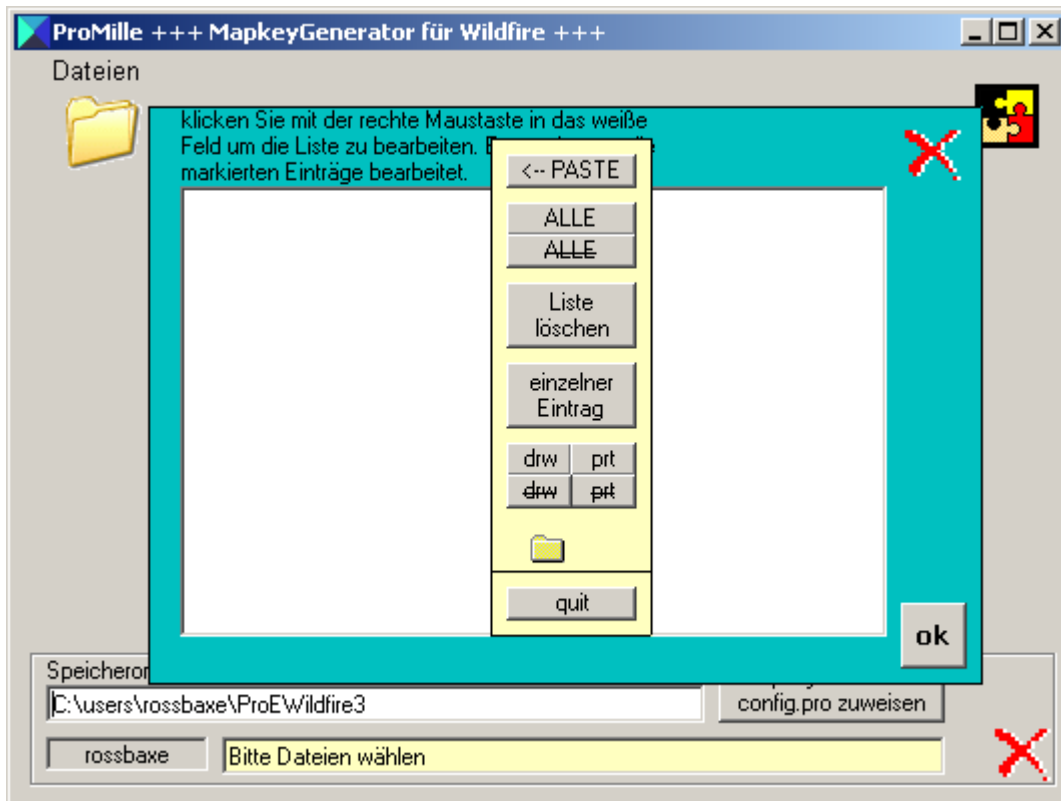 ProMille +++ MapkeyGenerator für Wildfire +++
Dateien
klicken Sie mit der rechte Maustaste in das weiße
Feld um die Liste zu bearbeiten.
markierten Einträge bearbeitet.
<-- PASTE
ALLE
ALLE
Liste
löschen
einzelner
Eintrag
drw prt
drw prt
quit
ok
C:\users\rossbaxe\ProEWildfire3
config.pro zuweisen
rossbaxe
Bitte Dateien wählen